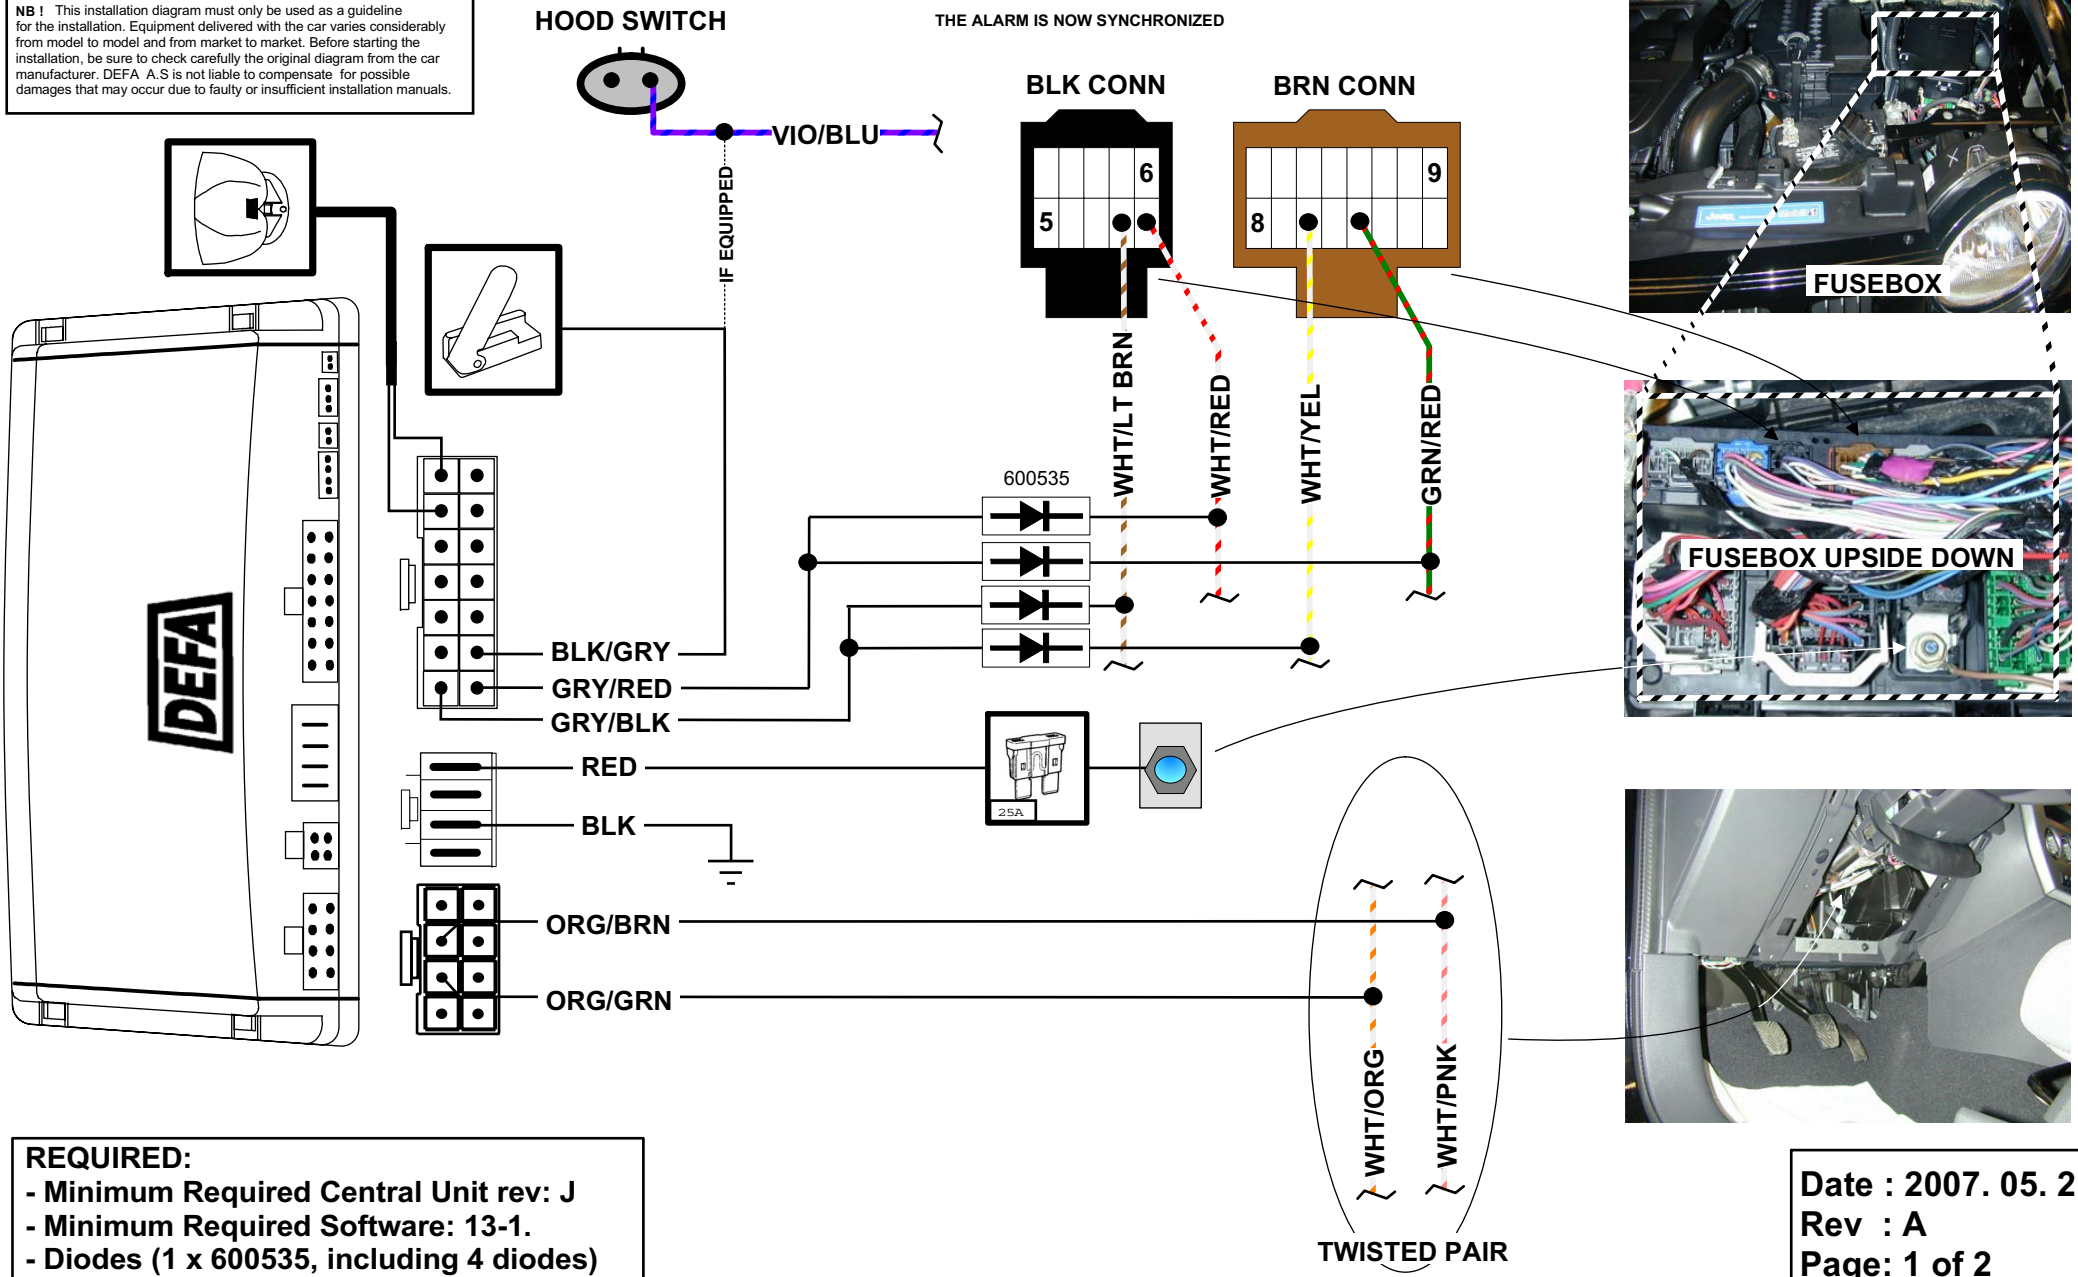 NB ! This installation diagram must only be used as a guideline
for the installation. Equipment delivered with the car varies considerably
from model to model and from market to market. Before starting the
installation, be sure to check carefully the original diagram from the car
manufacturer. DEFA A.S is not liable to compensate for possible
damages that may occur due to faulty or insufficient installation manuals.
HOOD SWITCH
THE ALARM IS NOW SYNCHRONIZED
BLK CONN
BRN CONN
VIO/BLU
IF EQUIPPED
6
5
9
8
Jeep
FUSEBOX
WHT/LT BRN
WHT/RED
WHT/YEL
GRN/RED
600535
FUSEBOX UPSIDE DOWN
DEFA
BLK/GRY
GRY/RED
GRY/BLK
RED
25A
BLK
ORG/BRN
ORG/GRN
WHT/ORG
WHT/PNK
TWISTED PAIR
REQUIRED:
- Minimum Required Central Unit rev: J
- Minimum Required Software: 13-1.
- Diodes (1 x 600535, including 4 diodes)
Date : 2007. 05. 2
Rev : A
Page: 1 of 2